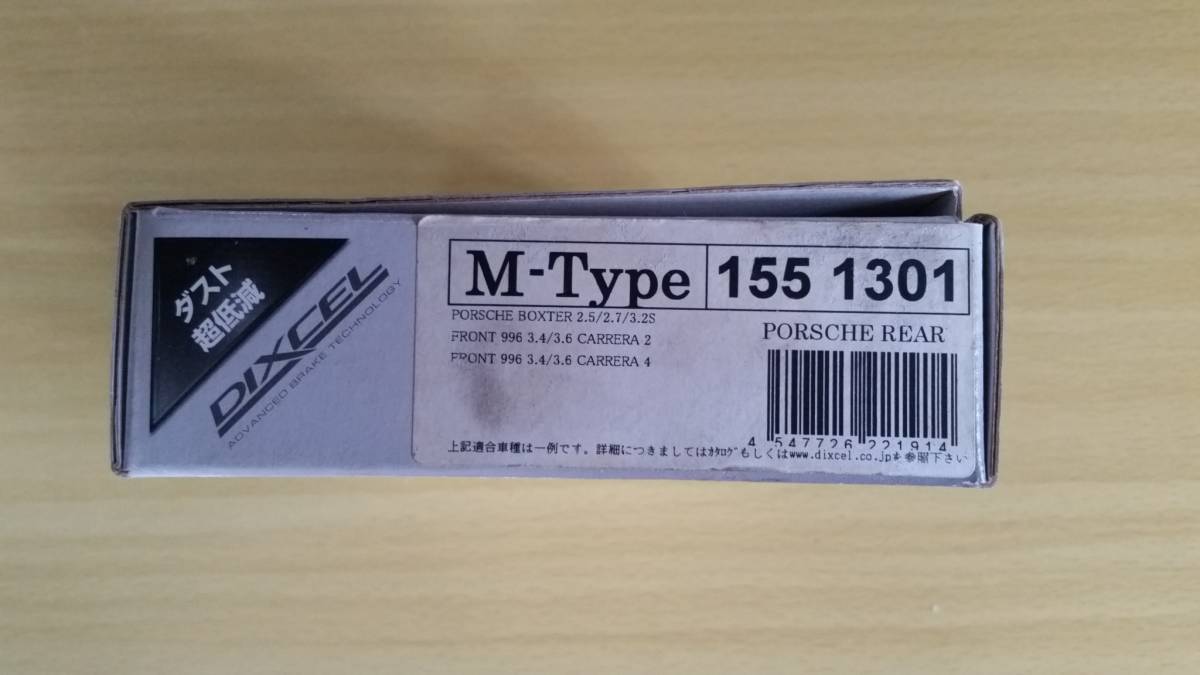 ダスト
超低減
DIXCEL
ADVANCED BRAKE TECHNOLOGY
M-Type
155 1301
PORSCHE BOXTER 2.5/2.7/3.2S
FRONT 996 3.4/3.6 CARRERA 2
FRONT 996 3.4/3.6 CARRERA 4
PORSCHE REAR
4 547726 221914
上記適合車種は一例です。詳細につきましてはｶﾀﾛｸﾞもしくはwww.dixcel.co.jpを参照下さい